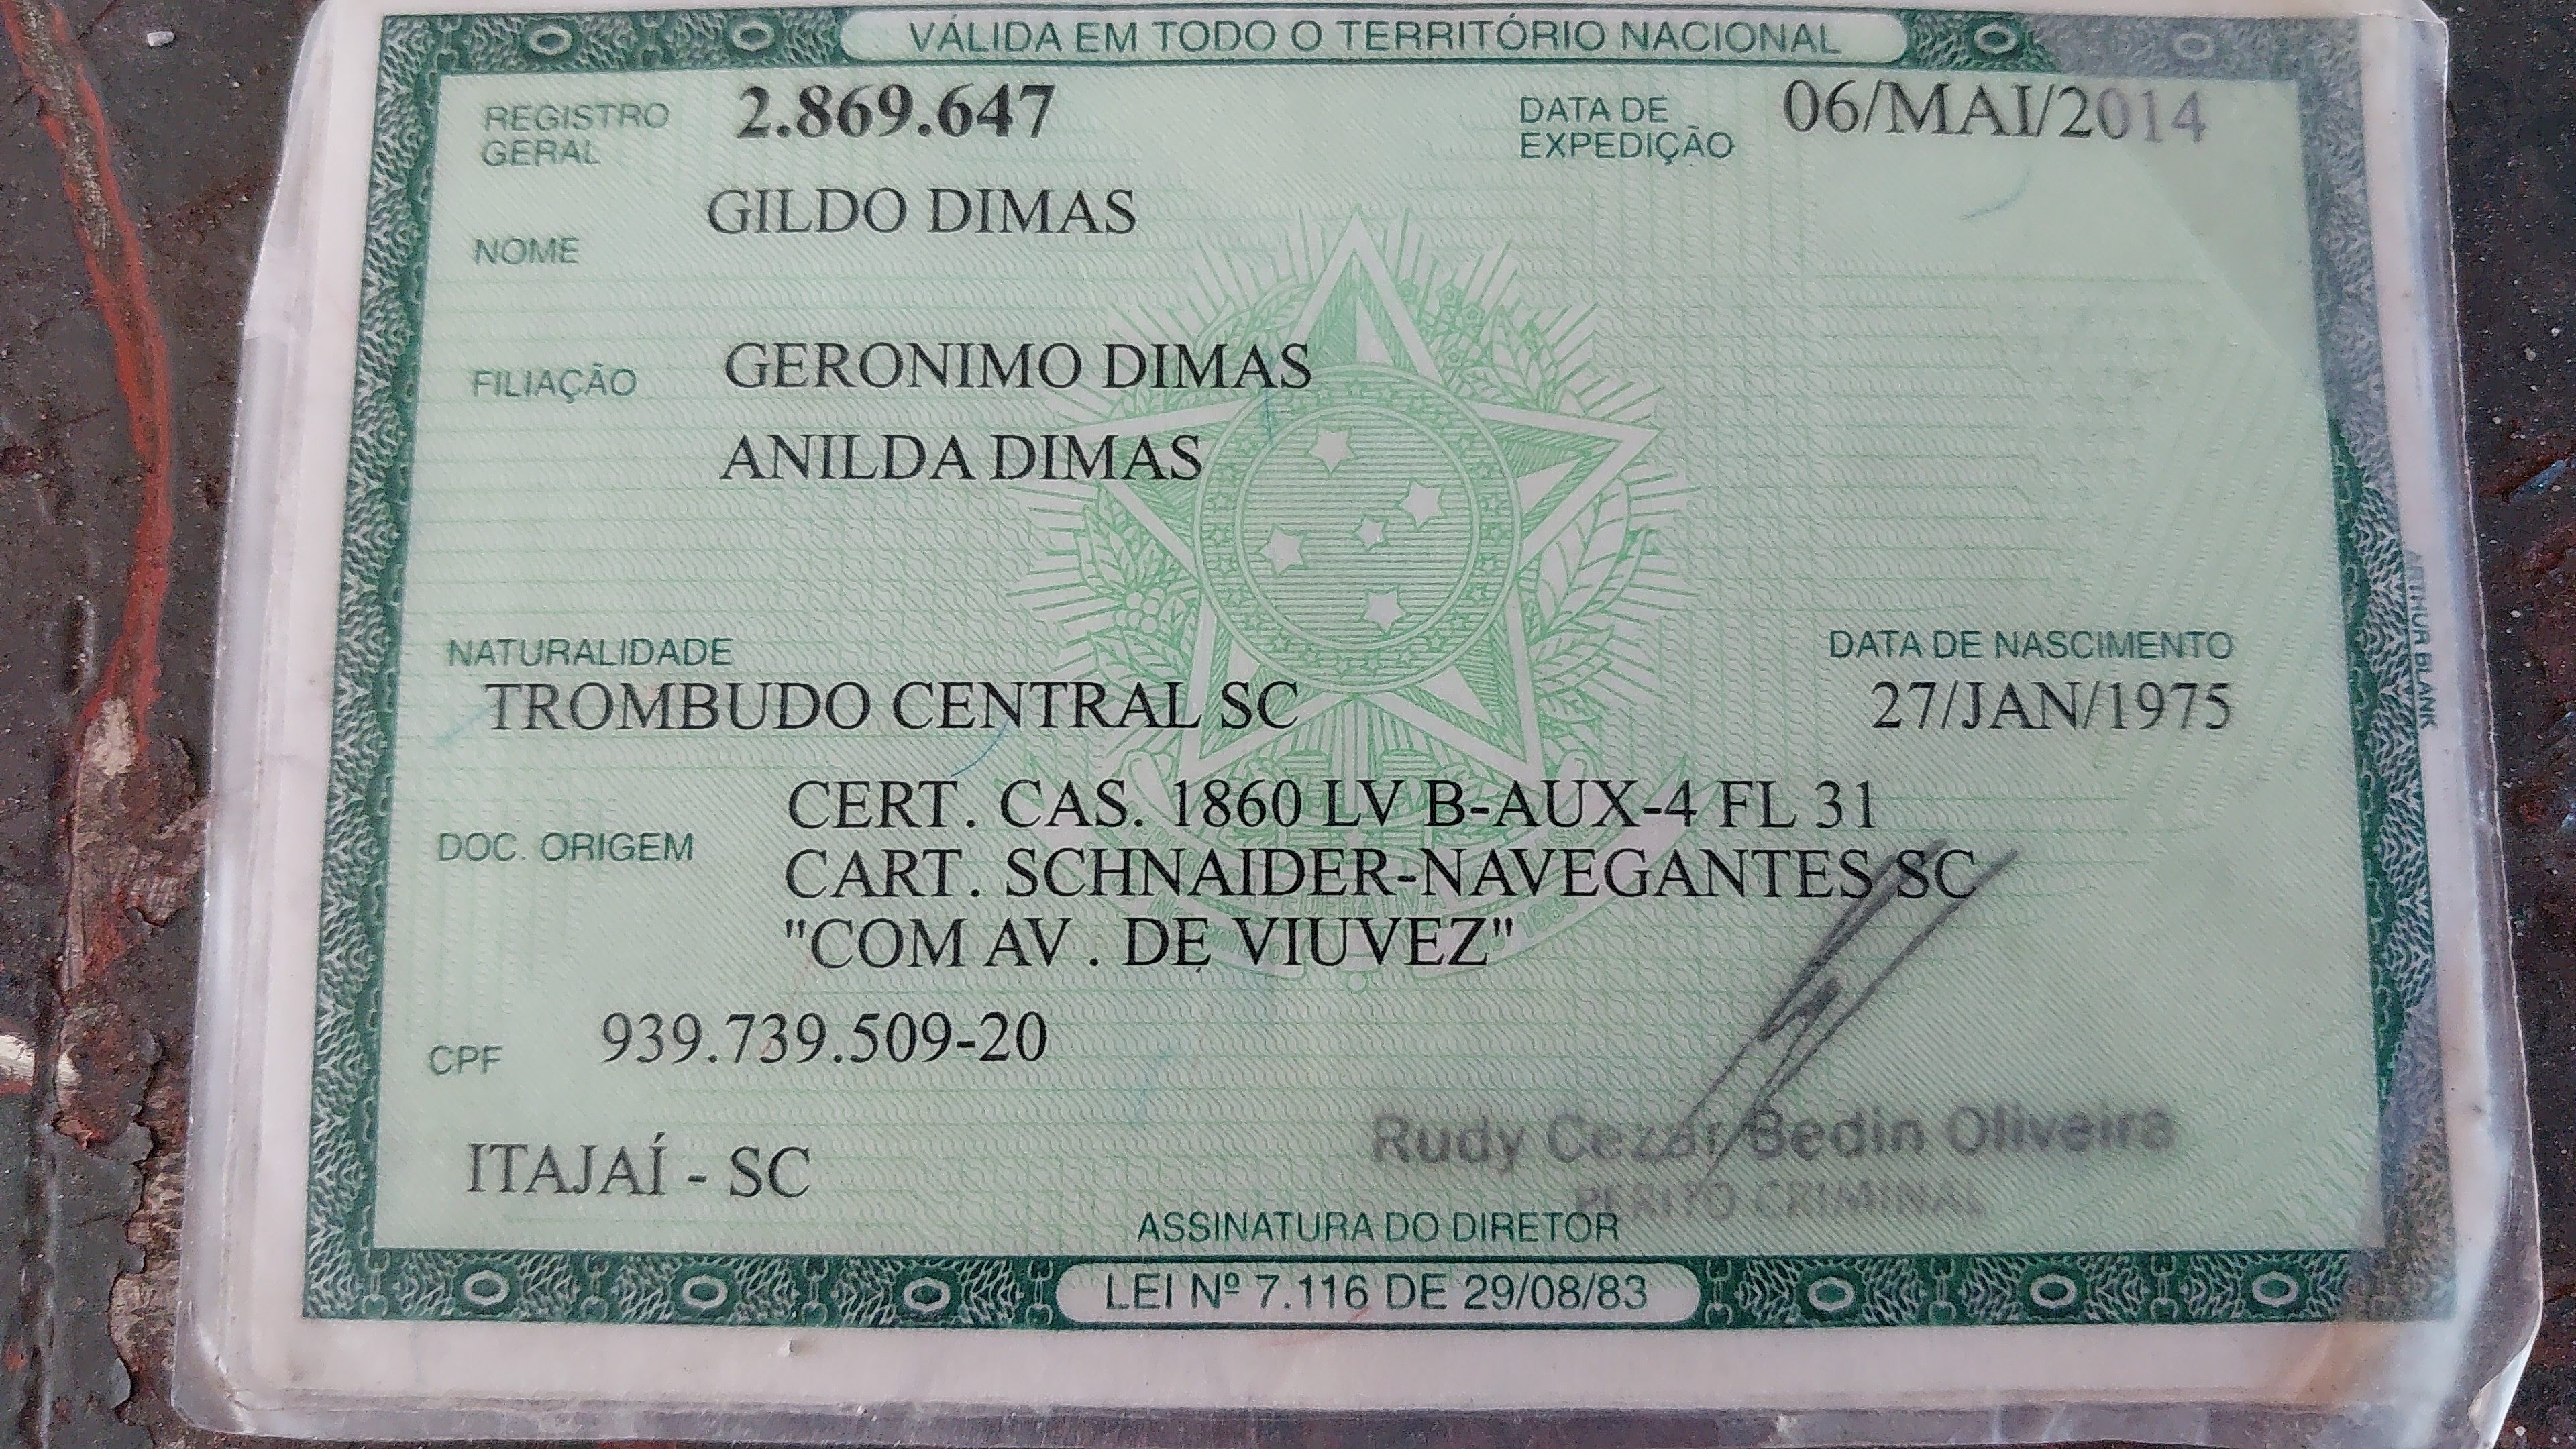 VÁLIDA EM TODO O TERRITÓRIO NACIONAL
REGISTRO GERAL 2.869.647 DATA DE EXPEDIÇÃO 06/MAI/2014
NOME GILDO DIMAS
FILIAÇÃO GERONIMO DIMAS
ANILDA DIMAS
NATURALIDADE DATA DE NASCIMENTO
TROMBUDO CENTRAL SC 27/JAN/1975
DOC. ORIGEM CERT. CAS. 1860 LV B-AUX-4 FL 31
CART. SCHNAIDER-NAVEGANTES SC
"COM AV . DE VIUVEZ"
CPF 939.739.509-20
ITAJAÍ - SC
Rudy Cezar Bedin Oliveira
PERITO CRIMINAL
ASSINATURA DO DIRETOR
LEI Nº 7.116 DE 29/08/83
BLANK